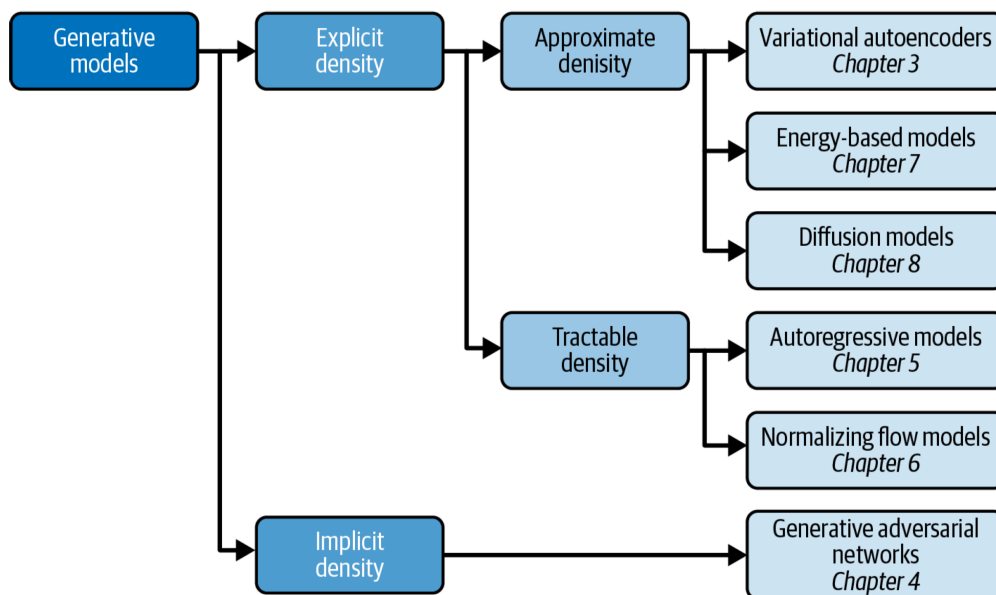 Generative
models
Explicit
density
Approximate
denisity
Variational autoencoders
Chapter 3
Energy-based models
Chapter 7
Diffusion models
Chapter 8
Tractable
density
Autoregressive models
Chapter 5
Normalizing flow models
Chapter 6
Implicit
density
Generative adversarial
networks
Chapter 4